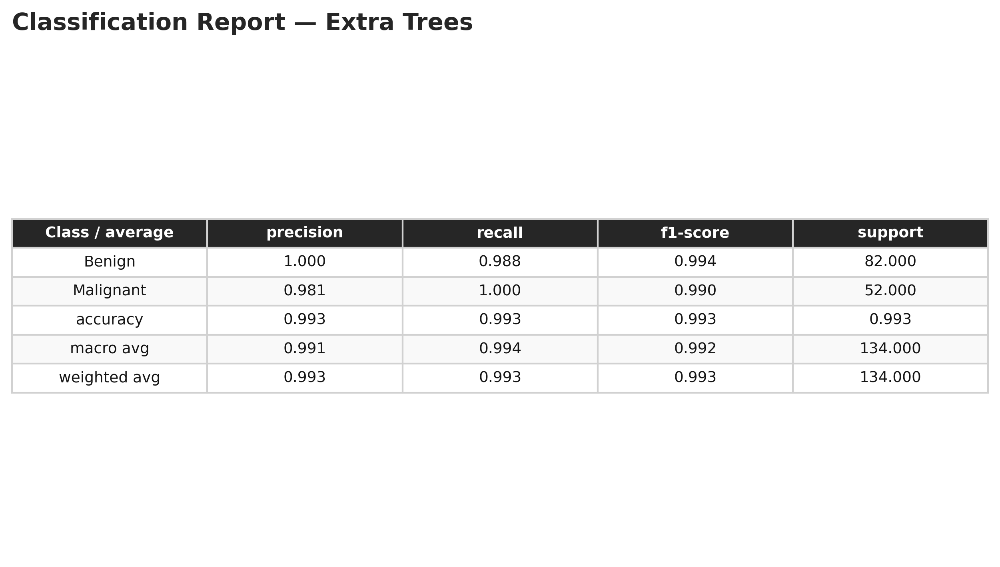 Classification Report — Extra Trees
Class / average precision recall f1-score support
Benign 1.000 0.988 0.994 82.000
Malignant 0.981 1.000 0.990 52.000
accuracy 0.993 0.993 0.993 0.993
macro avg 0.991 0.994 0.992 134.000
weighted avg 0.993 0.993 0.993 134.000